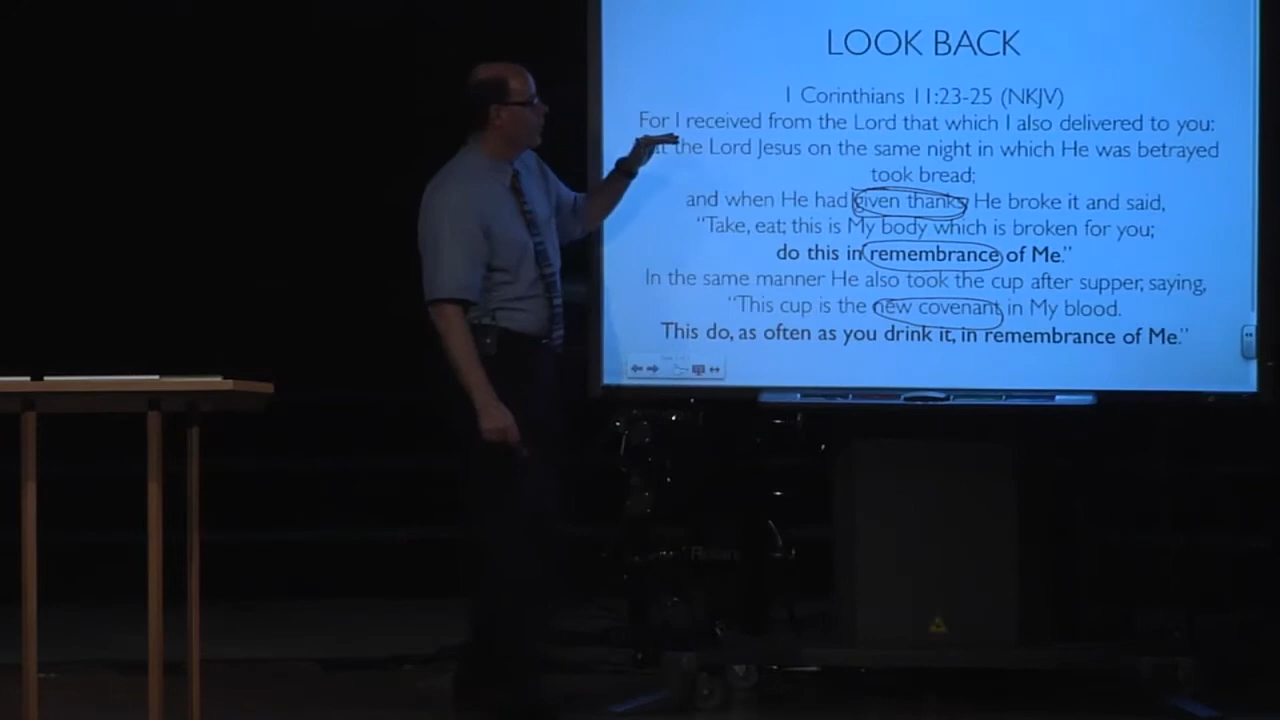 LOOK BACK
1 Corinthians 11:23-25 (NKJV)
For I received from the Lord that which I also delivered to you:
the Lord Jesus on the same night in which He was betrayed
took bread;
and when He had given thanks, He broke it and said,
"Take, eat; this is My body which is broken for you;
do this in remembrance of Me."
In the same manner He also took the cup after supper, saying,
"This cup is the new covenant in My blood.
This do, as often as you drink it, in remembrance of Me."
Roland